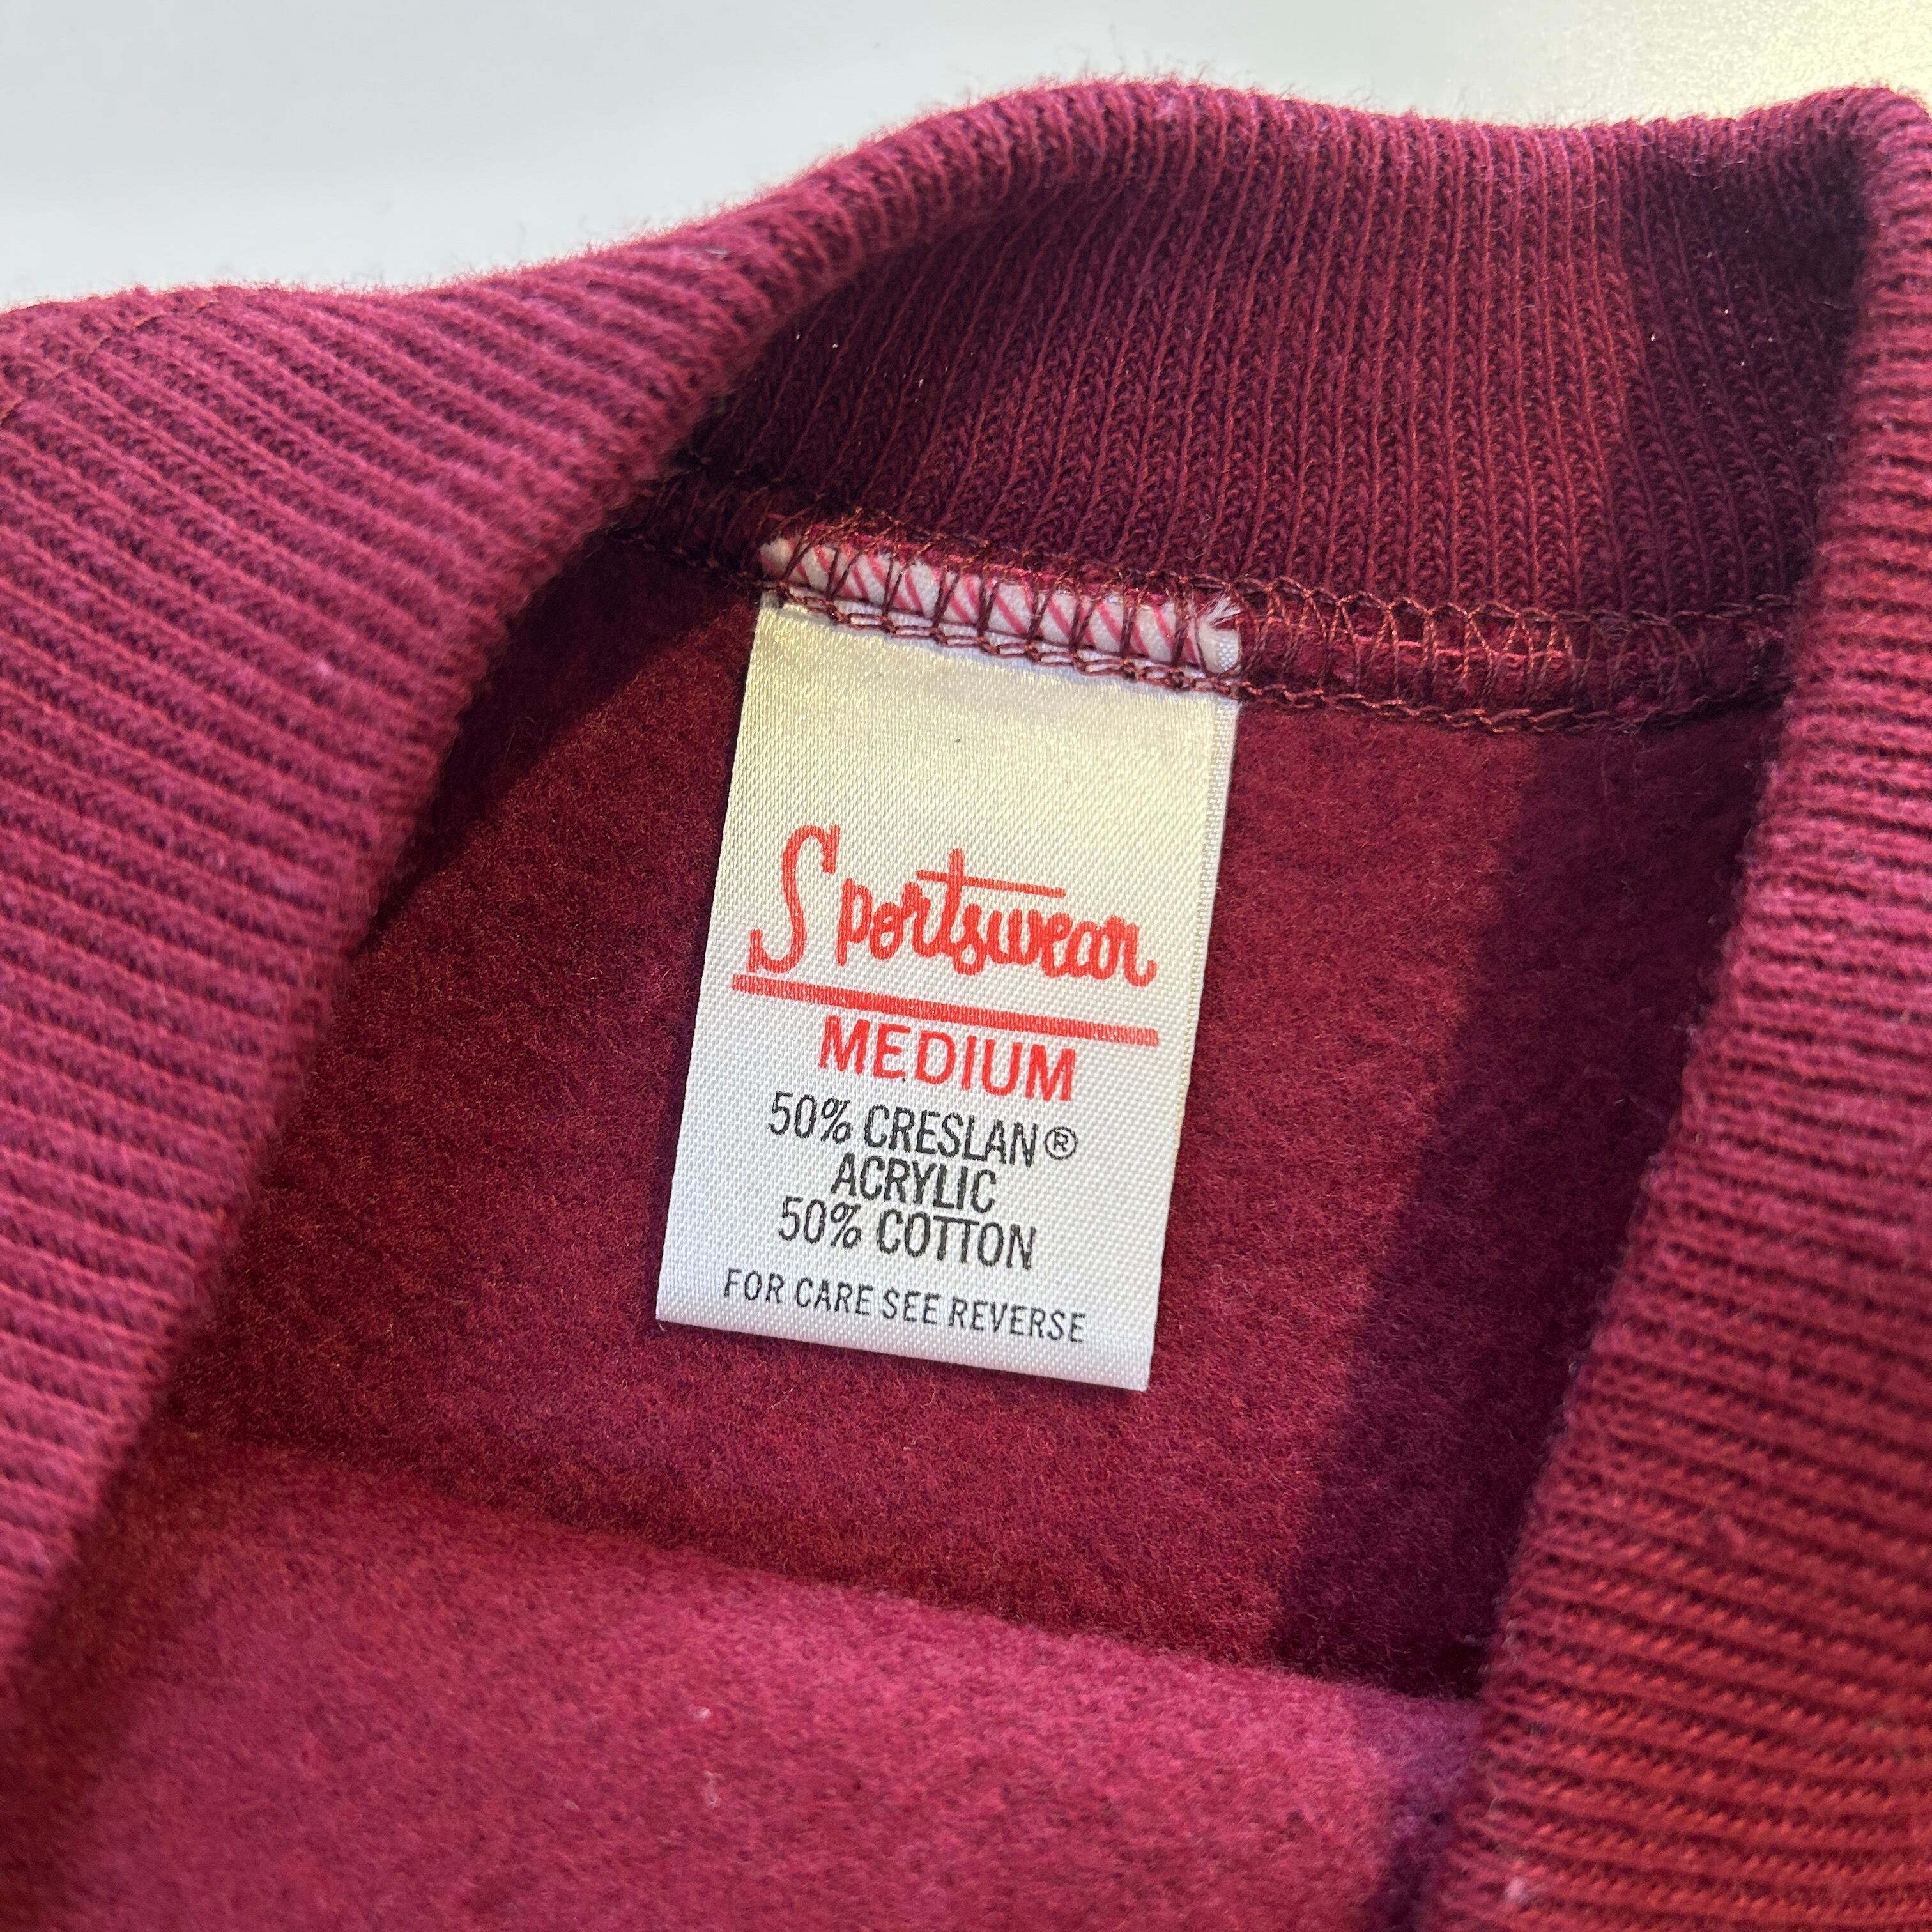 Sportswear
MEDIUM
50% CRESLAN®
ACRYLIC
50% COTTON
FOR CARE SEE REVERSE